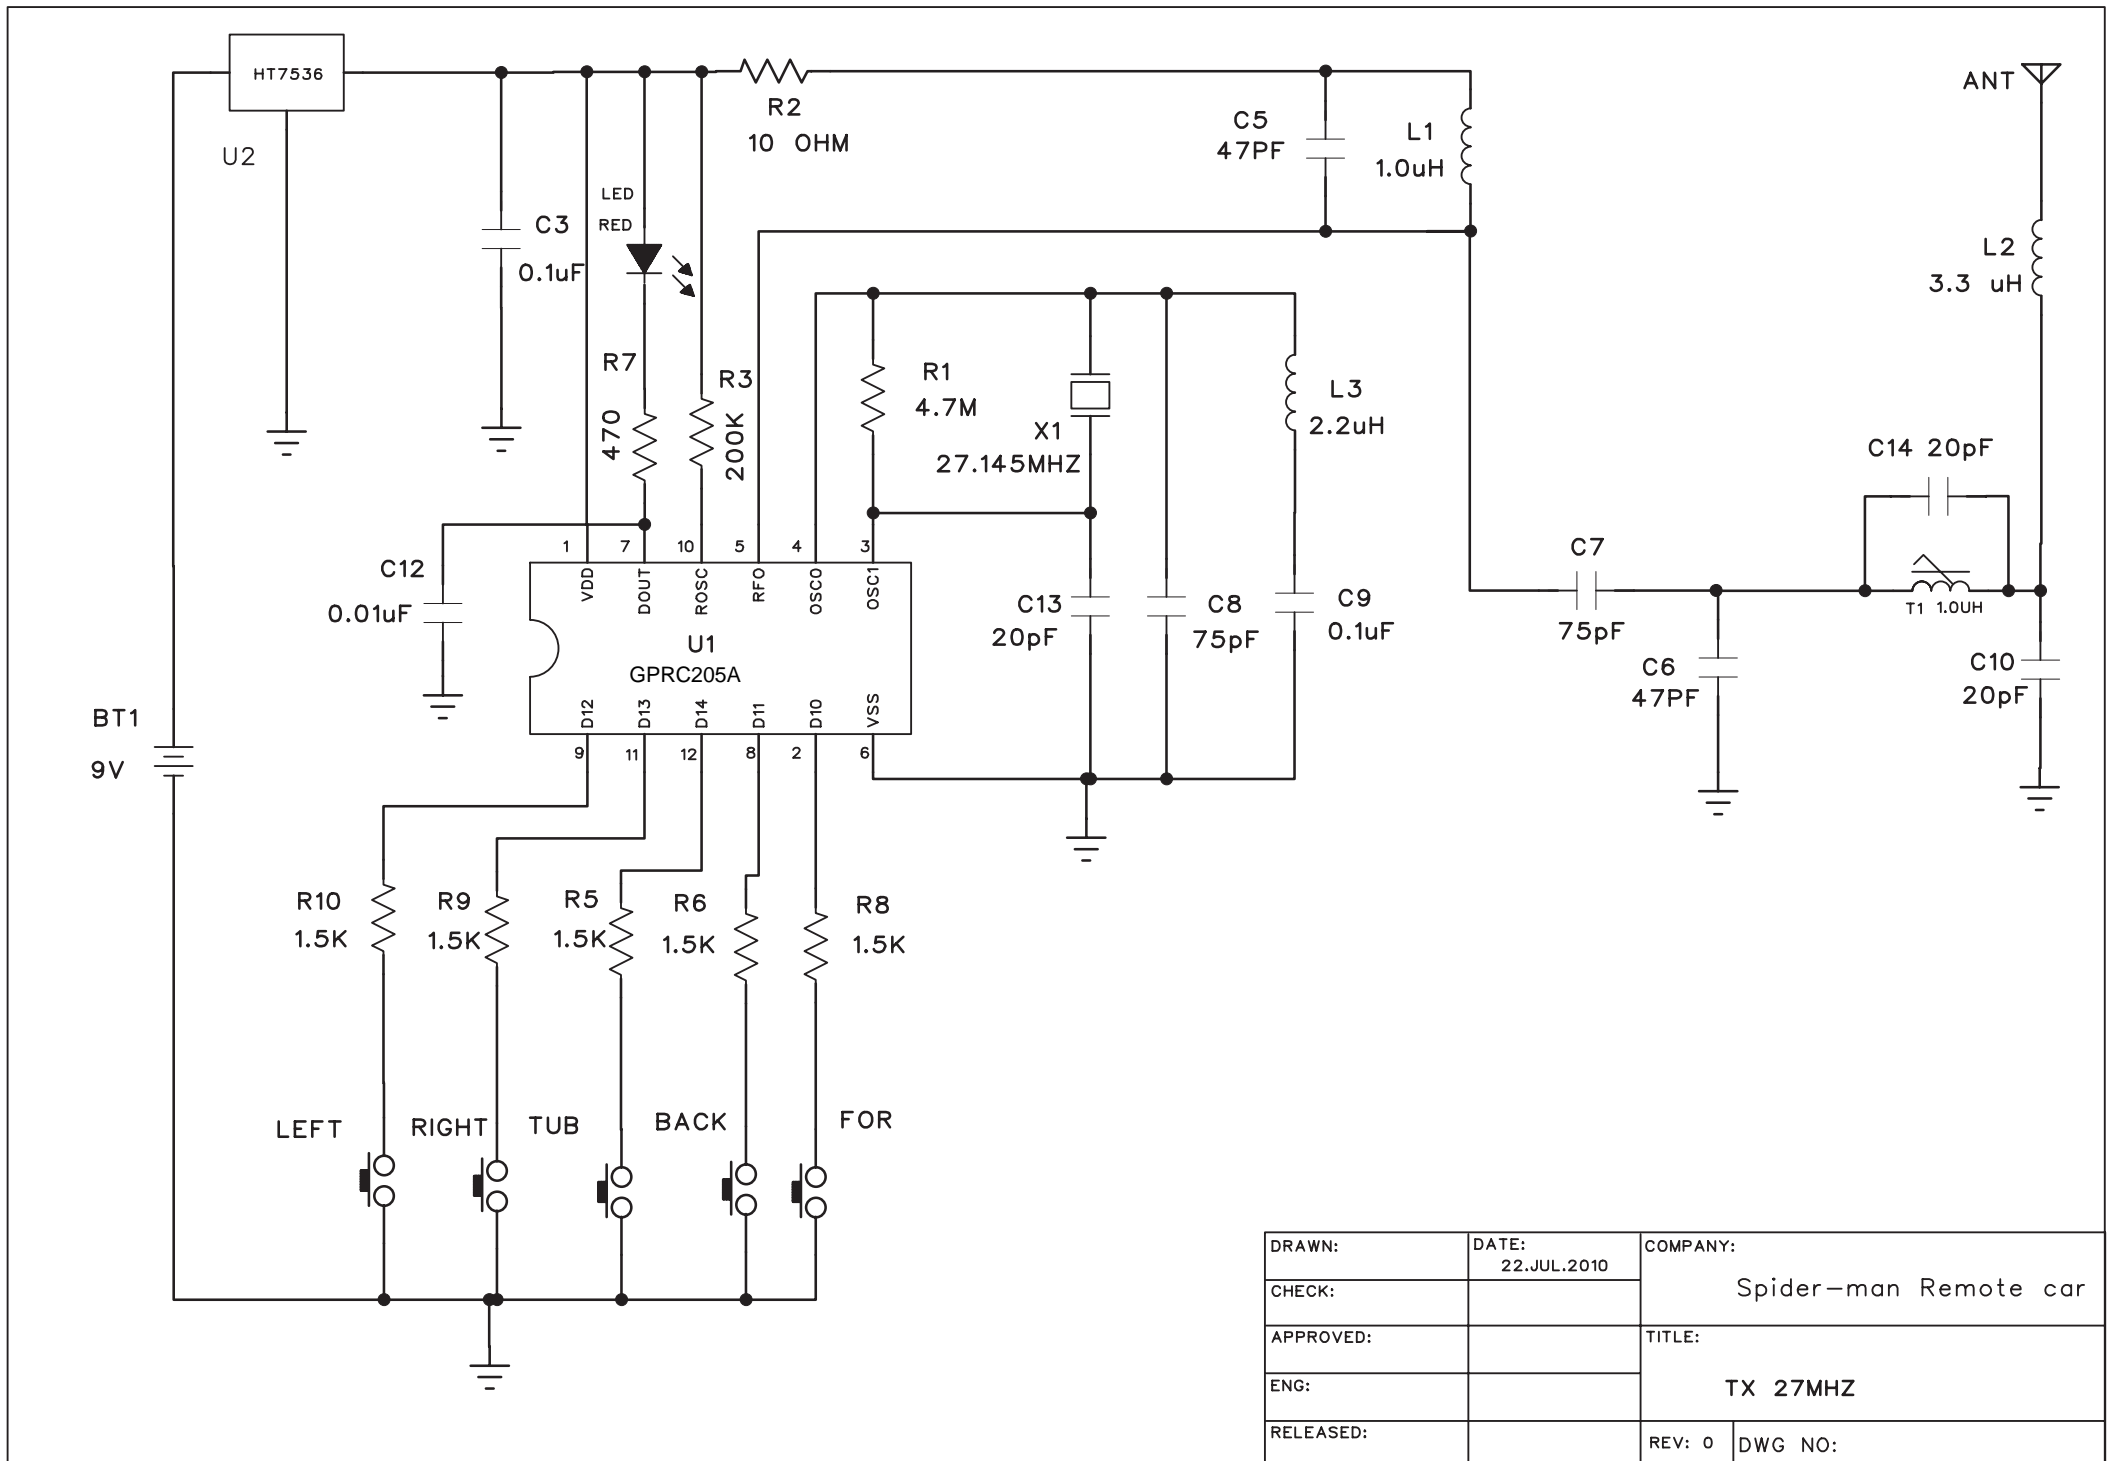 HT7536
U2
R2
10 OHM
C5
47PF
L1
1.0uH
ANT
L2
3.3 uH
C3
0.1uF
LED
RED
R7
470
R3
200K
R1
4.7M
X1
27.145MHZ
L3
2.2uH
C14 20pF
T1 1.0UH
C7
75pF
C6
47PF
C10
20pF
C12
0.01uF
1
7
10
5
4
3
VDD
DOUT
ROSC
RFO
OSCO
OSC1
U1
GPRC205A
D12
D13
D14
D11
D10
VSS
9
11
12
8
2
6
C13
20pF
C8
75pF
C9
0.1uF
BT1
9V
R10
1.5K
R9
1.5K
R5
1.5K
R6
1.5K
R8
1.5K
LEFT
RIGHT
TUB
BACK
FOR
DRAWN:
DATE:
22.JUL.2010
COMPANY:
Spider-man Remote car
CHECK:
APPROVED:
TITLE:
TX 27MHZ
ENG:
RELEASED:
REV: 0
DWG NO: